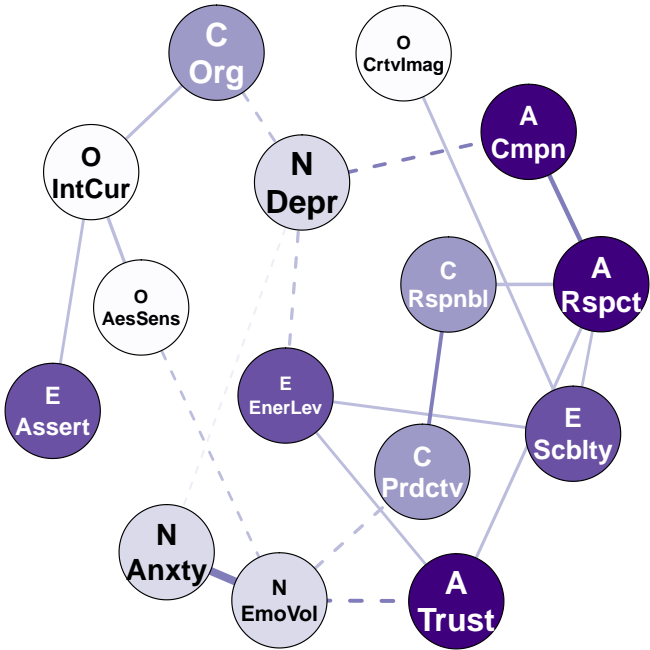 C
Org
O
CrtvImag
A
Cmpn
O
IntCur
N
Depr
C
Rspnbl
A
Rspct
O
AesSens
E
Assert
E
EnerLev
E
Scblty
C
Prdctv
N
Anxty
N
EmoVol
A
Trust